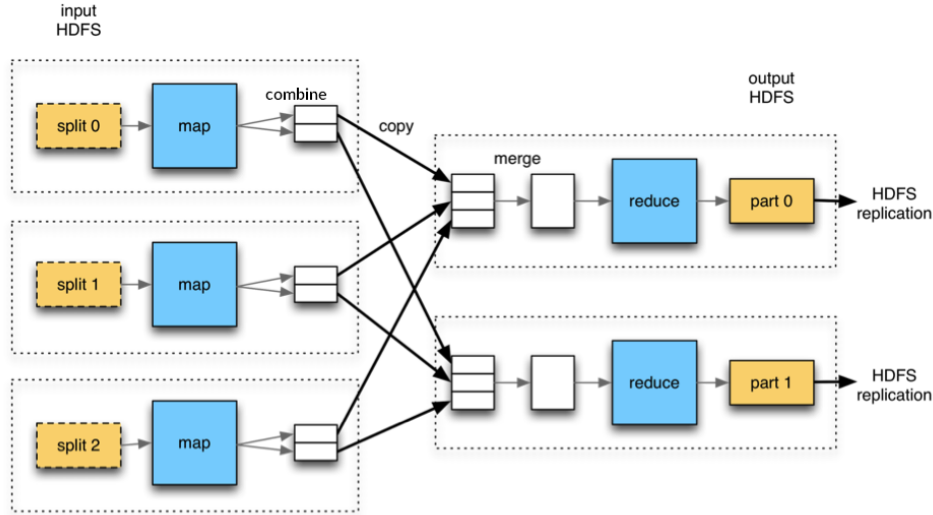 input
HDFS
combine
split 0
map
copy
split 1
map
split 2
map
output
HDFS
merge
reduce
part 0
HDFS
replication
reduce
part 1
HDFS
replication